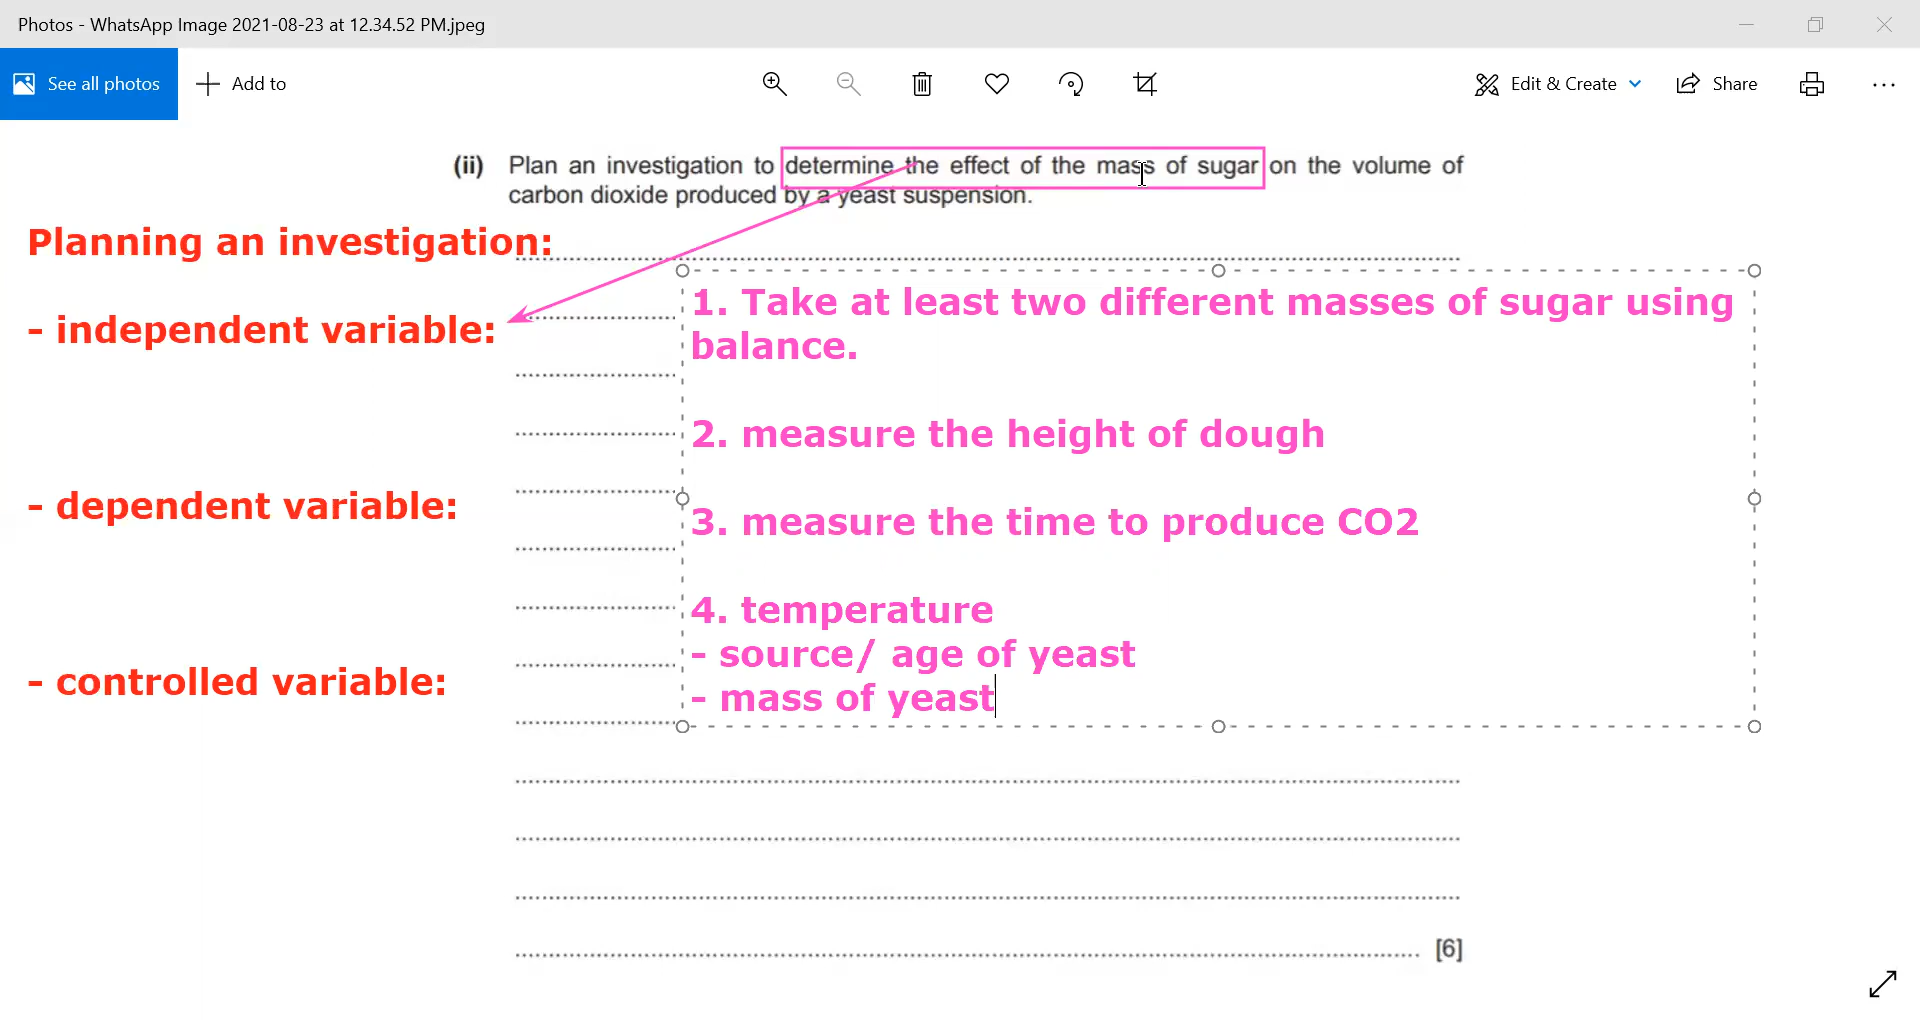 Photos - WhatsApp Image 2021-08-23 at 12.34.52 PM.jpeg
See all photos
Add to
Edit & Create
Share
(ii) Plan an investigation to determine the effect of the mass of sugar on the volume of
carbon dioxide produced by a yeast suspension.
Planning an investigation:
- independent variable:
- dependent variable:
- controlled variable:
1. Take at least two different masses of sugar using
balance.
2. measure the height of dough
3. measure the time to produce CO2
4. temperature
- source/ age of yeast
- mass of yeast
[6]